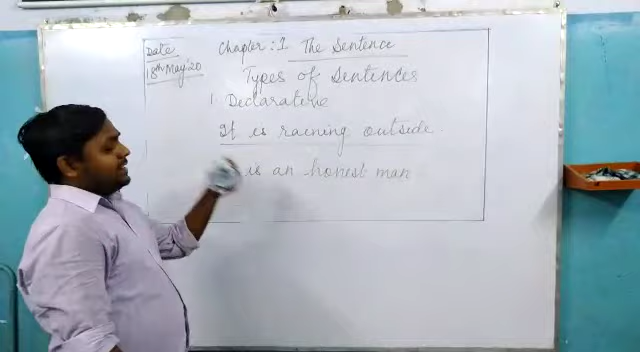 Date
18th May'20
Chapter: 1 The Sentence
Types of Sentences
1. Declarative
It is raining outside.
is an honest man